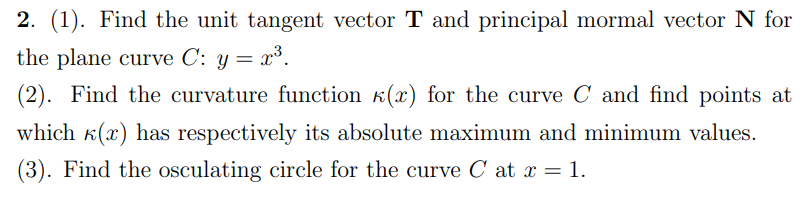 2. (1). Find the unit tangent vector T and principal mormal vector N for
the plane curve C: y = x³.
(2). Find the curvature function κ(x) for the curve C and find points at
which κ(x) has respectively its absolute maximum and minimum values.
(3). Find the osculating circle for the curve C at x = 1.